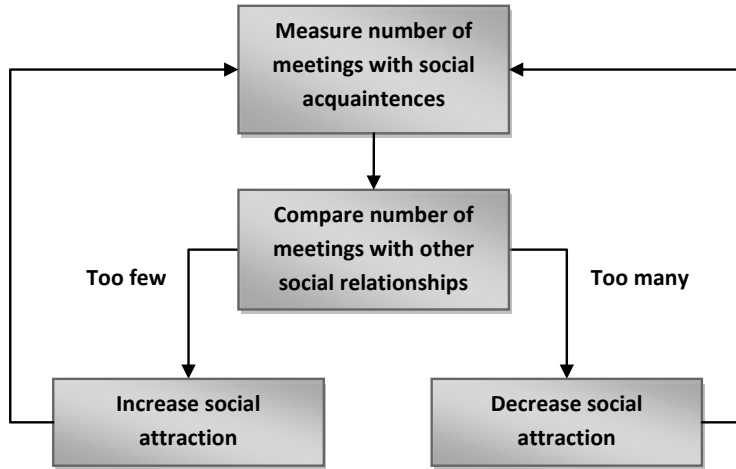 Measure number of
meetings with social
acquaintences
Compare number of
meetings with other
social relationships
Too few
Too many
Increase social
attraction
Decrease social
attraction